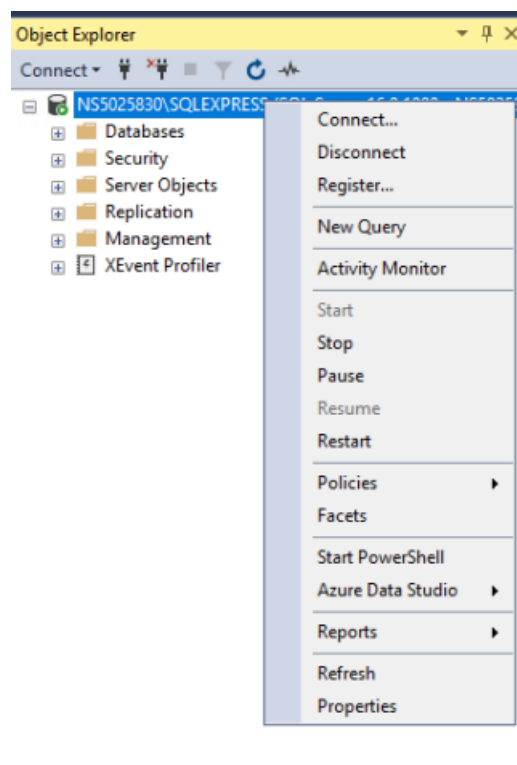 Object Explorer
Connect
NS5025830\SQLEXPRESS
Databases
Security
Server Objects
Replication
Management
XEvent Profiler
Connect...
Disconnect
Register...
New Query
Activity Monitor
Start
Stop
Pause
Resume
Restart
Policies
Facets
Start PowerShell
Azure Data Studio
Reports
Refresh
Properties